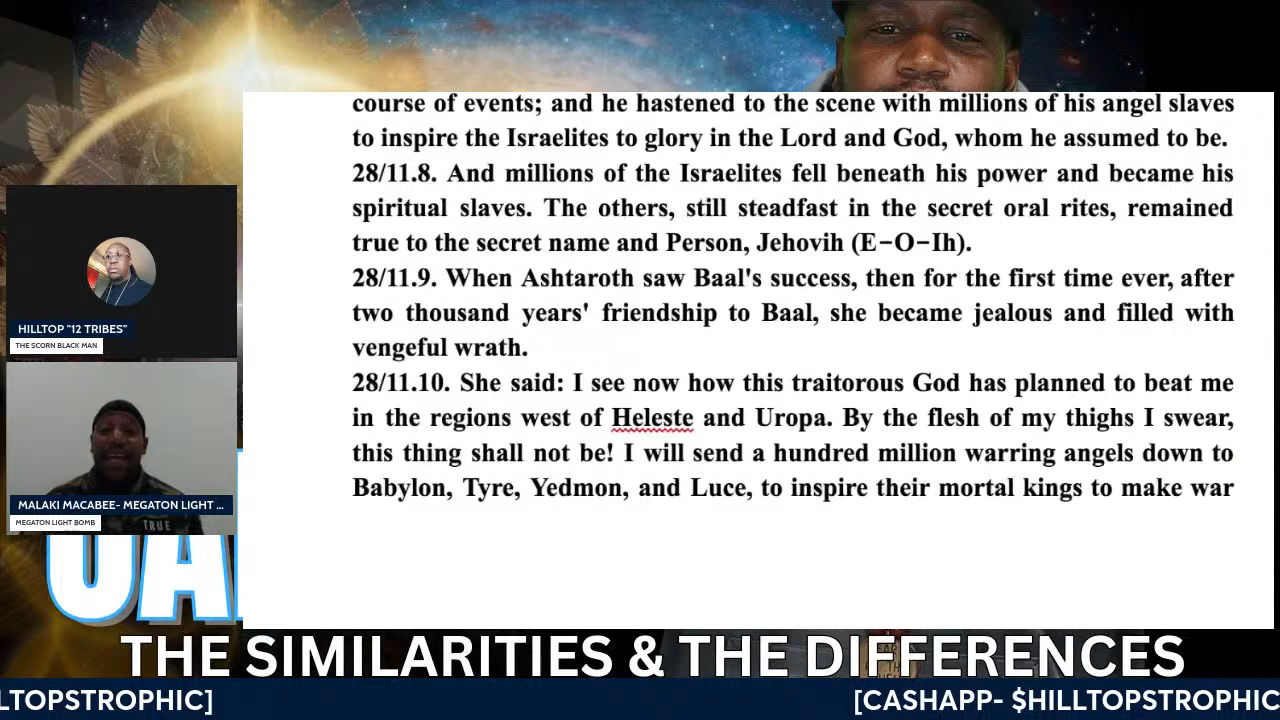 course of events; and he hastened to the scene with millions of his angel slaves
to inspire the Israelites to glory in the Lord and God, whom he assumed to be.
28/11.8. And millions of the Israelites fell beneath his power and became his
spiritual slaves. The others, still steadfast in the secret oral rites, remained
true to the secret name and Person, Jehovih (E−O−Ih).
28/11.9. When Ashtaroth saw Baal's success, then for the first time ever, after
two thousand years' friendship to Baal, she became jealous and filled with
vengeful wrath.
28/11.10. She said: I see now how this traitorous God has planned to beat me
in the regions west of Heleste and Uropa. By the flesh of my thighs I swear,
this thing shall not be! I will send a hundred million warring angels down to
Babylon, Tyre, Yedmon, and Luce, to inspire their mortal kings to make war
HILLTOP "12 TRIBES"
THE SCORN BLACK MAN
MALAKI MACABEE- MEGATON LIGHT ...
MEGATON LIGHT BOMB
TRUE
THE SIMILARITIES & THE DIFFERENCES
LLTOPSTROPHIC]
[CASHAPP- $HILLTOPSTROPHIC